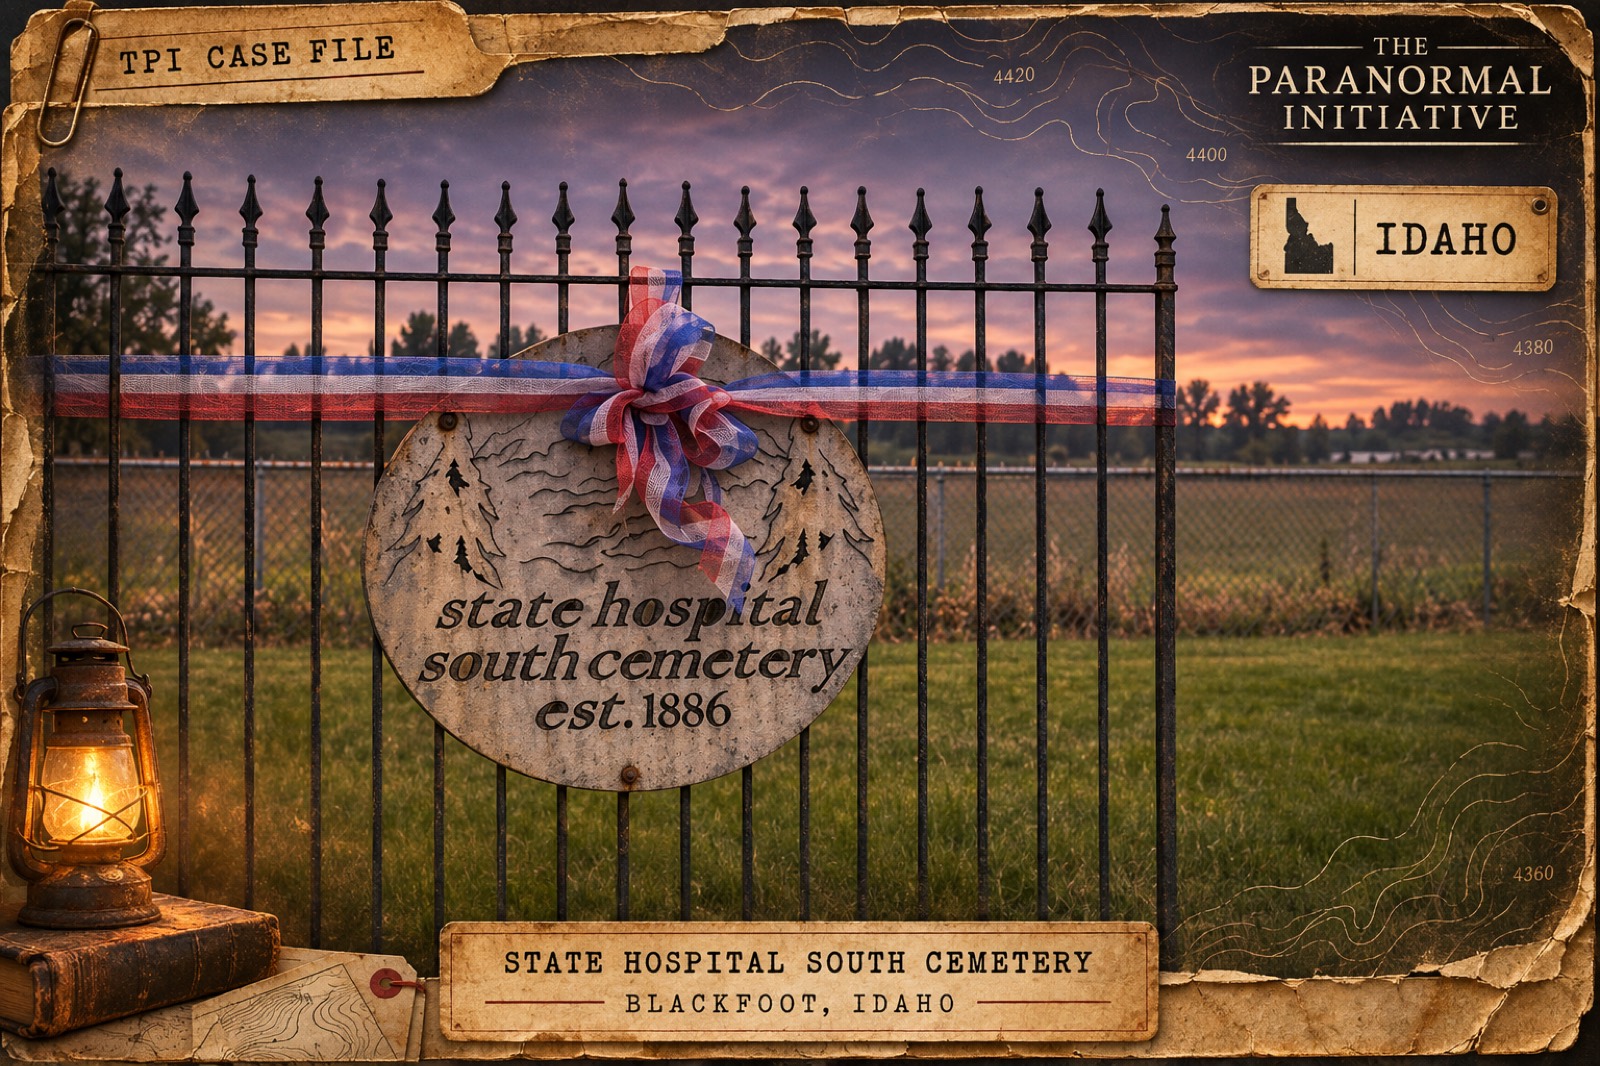 TPI CASE FILE
THE
PARANORMAL
INITIATIVE
IDAHO
4420
4400
4380
state hospital
south cemetery
est. 1886
4360
STATE HOSPITAL SOUTH CEMETERY
BLACKFOOT, IDAHO